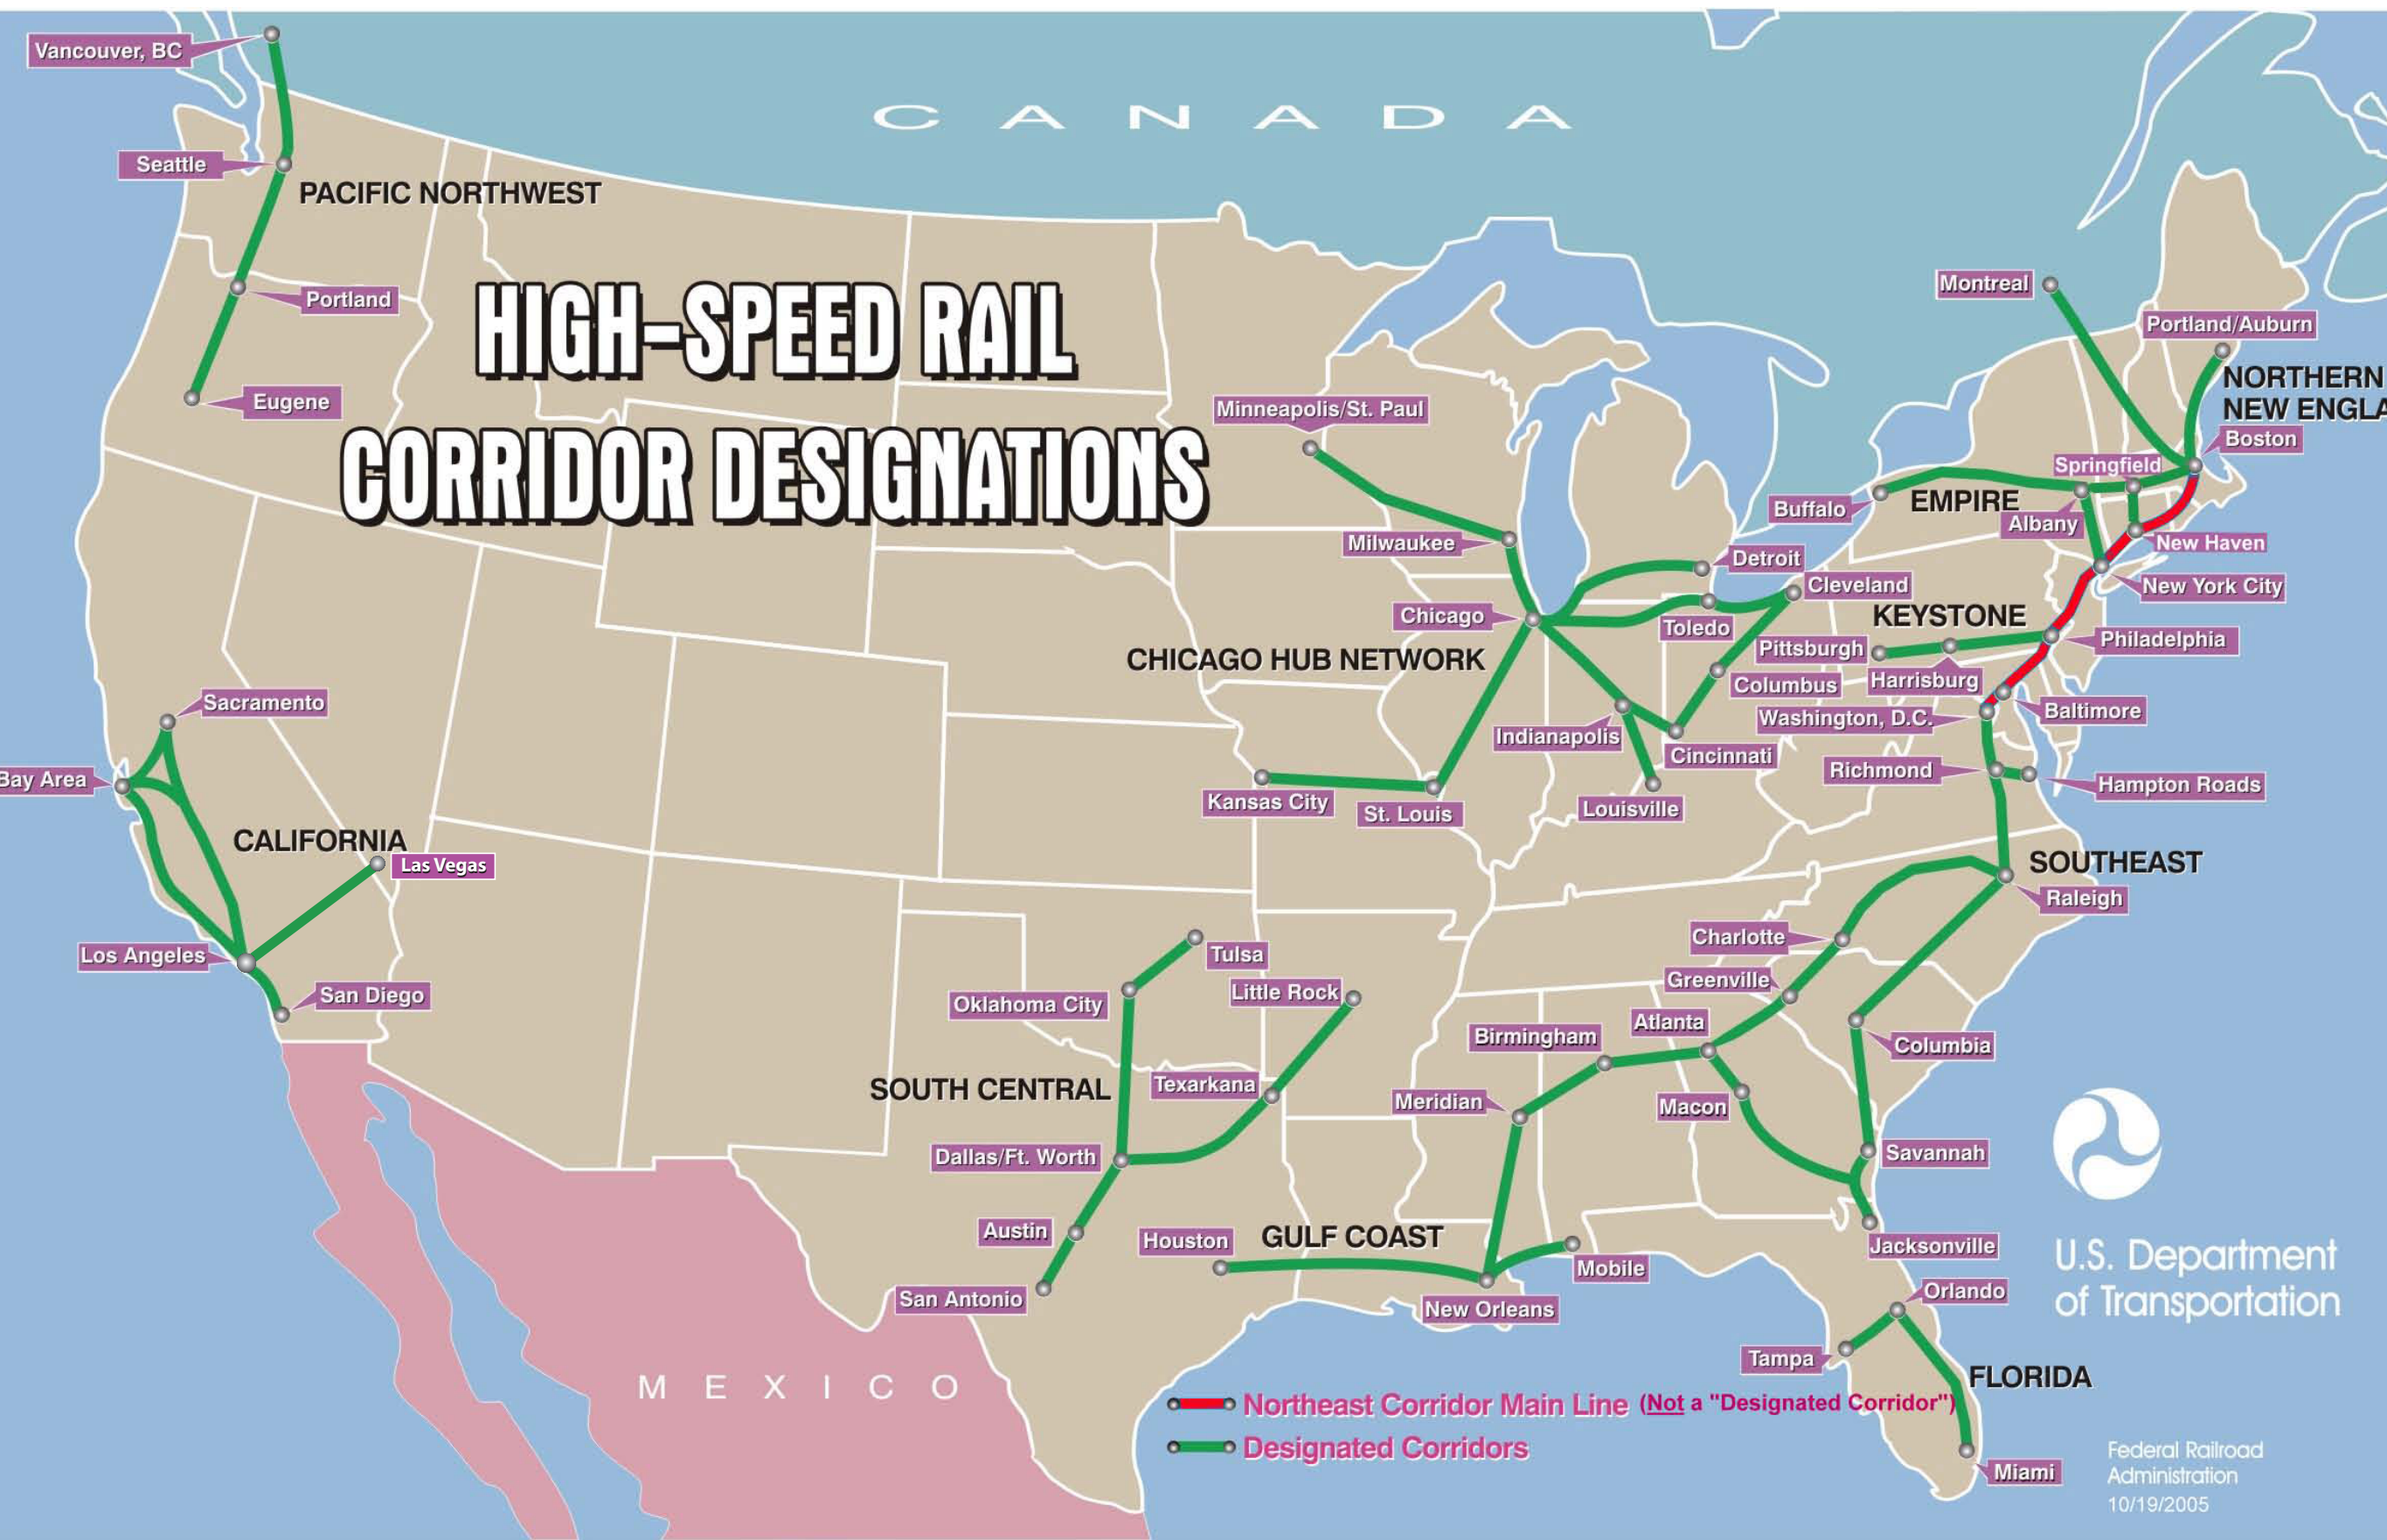 Vancouver, BC
CANADA
Seattle
PACIFIC NORTHWEST
Portland
Eugene
HIGH-SPEED RAIL
CORRIDOR DESIGNATIONS
Montreal
Portland/Auburn
NORTHERN
NEW ENGLA
Boston
Minneapolis/St. Paul
Springfield
Buffalo
EMPIRE
Albany
New Haven
Milwaukee
Detroit
Cleveland
New York City
Chicago
Toledo
KEYSTONE
Philadelphia
Pittsburgh
CHICAGO HUB NETWORK
Columbus
Harrisburg
Sacramento
Washington, D.C.
Baltimore
Indianapolis
Cincinnati
Bay Area
Richmond
Hampton Roads
Kansas City
St. Louis
Louisville
CALIFORNIA
Las Vegas
SOUTHEAST
Raleigh
Los Angeles
Tulsa
Charlotte
San Diego
Oklahoma City
Little Rock
Greenville
Birmingham
Atlanta
Columbia
SOUTH CENTRAL
Texarkana
Meridian
Macon
Dallas/Ft. Worth
Savannah
Austin
Houston
GULF COAST
Jacksonville
Mobile
U.S. Department
of Transportation
San Antonio
New Orleans
Orlando
Tampa
MEXICO
FLORIDA
Northeast Corridor Main Line (Not a "Designated Corridor")
Designated Corridors
Miami
Federal Railroad
Administration
10/19/2005